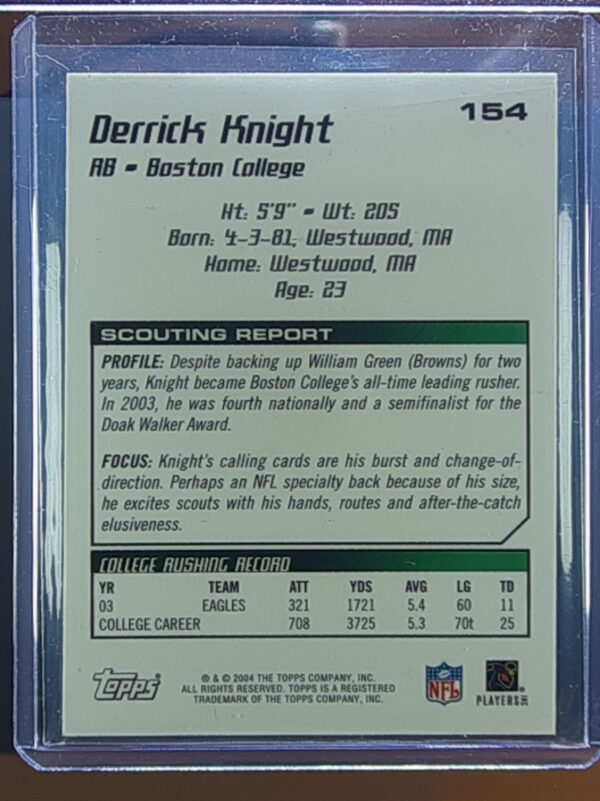 154
Derrick Knight
RB - Boston College
Ht: 5'9" - Wt: 205
Born: 4-3-81, Westwood, MA
Home: Westwood, MA
Age: 23
SCOUTING REPORT
PROFILE: Despite backing up William Green (Browns) for two
years, Knight became Boston College's all-time leading rusher.
In 2003, he was fourth nationally and a semifinalist for the
Doak Walker Award.
FOCUS: Knight's calling cards are his burst and change-of-
direction. Perhaps an NFL specialty back because of his size,
he excites scouts with his hands, routes and after-the-catch
elusiveness.
COLLEGE RUSHING RECORD
YR TEAM ATT YDS AVG LG TD
03 EAGLES 321 1721 5.4 60 11
COLLEGE CAREER 708 3725 5.3 70t 25
Topps
® & © 2004 THE TOPPS COMPANY, INC.
ALL RIGHTS RESERVED. TOPPS IS A REGISTERED
TRADEMARK OF THE TOPPS COMPANY, INC.
NFL
PLAYERS INC